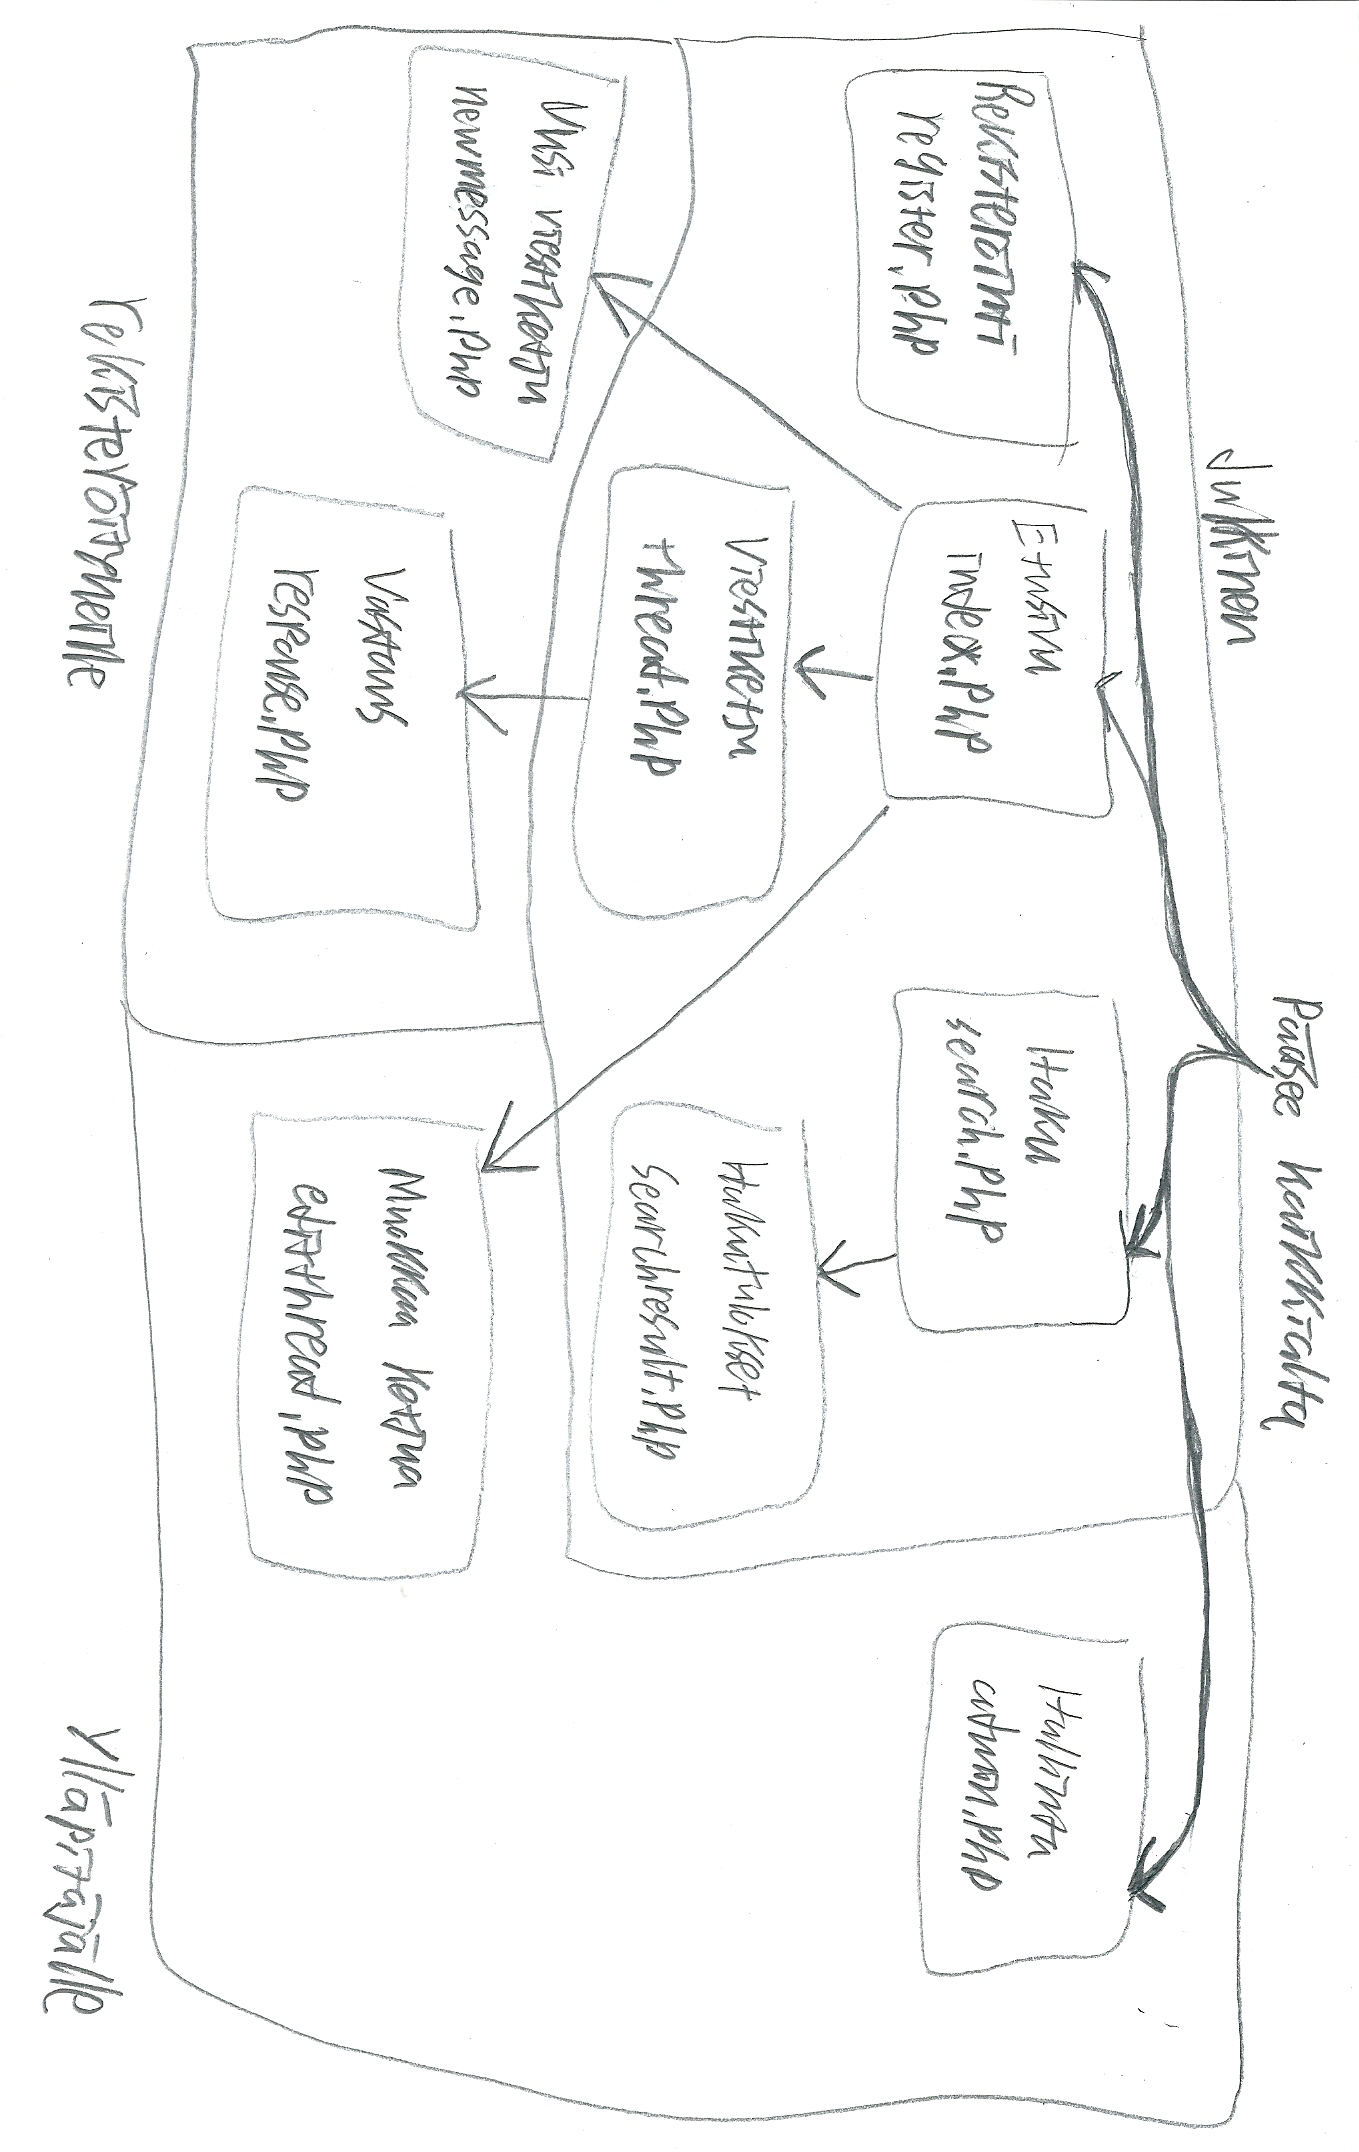 Julkinen
Pääsee kaikkialta
Rekisteröinti
register.php
Etusivu
index.php
Haku
search.php
Hallinta
admin.php
Viestiketju
thread.php
Hakutulokset
searchresult.php
Uusi viestiketju
newmessage.php
Vastaus
response.php
Muokkaa ketjua
editthread.php
rekisteröityneille
Ylläpitäjälle